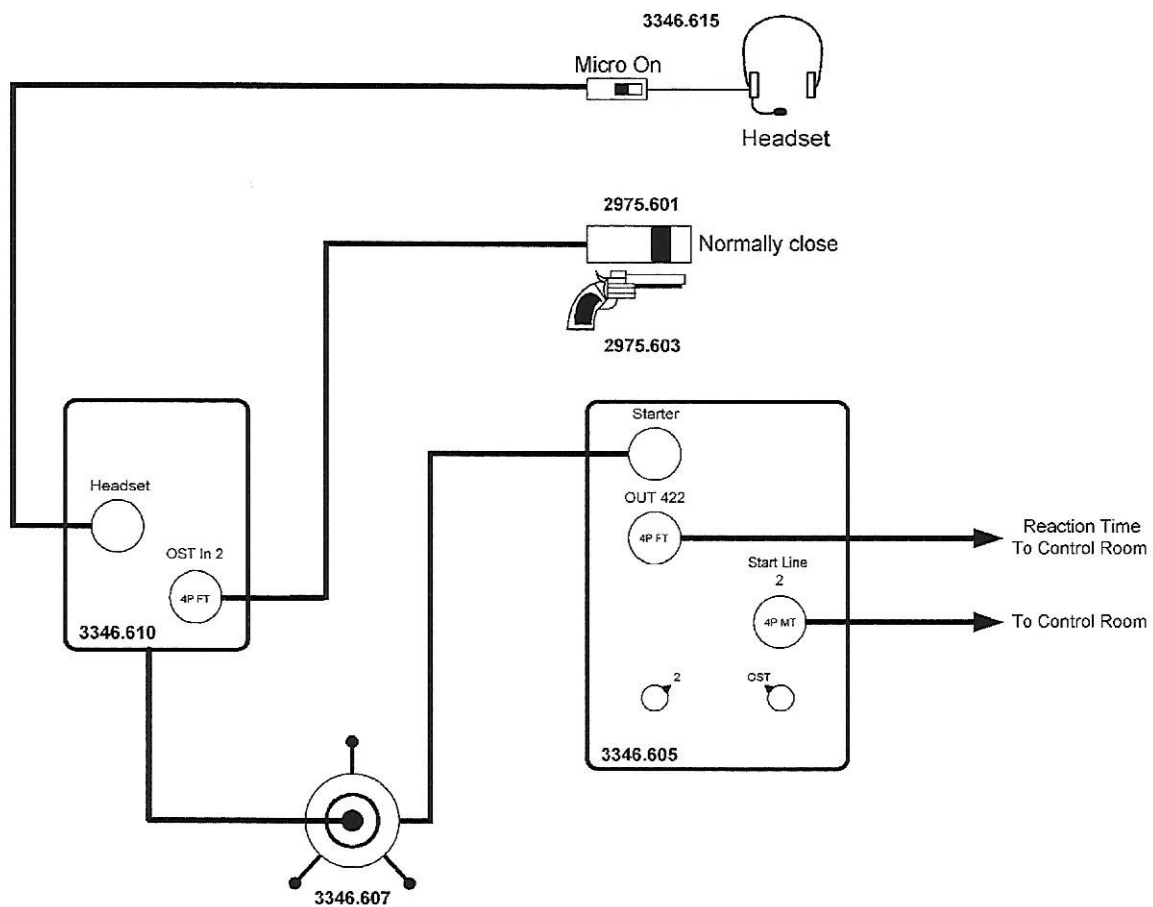 3346.615
Micro On
Headset
2975.601
Normally close
2975.603
Headset
OST In 2
4P FT
3346.610
Starter
OUT 422
4P FT
Reaction Time
To Control Room
Start Line
2
4P MT
To Control Room
2
OST
3346.605
3346.607